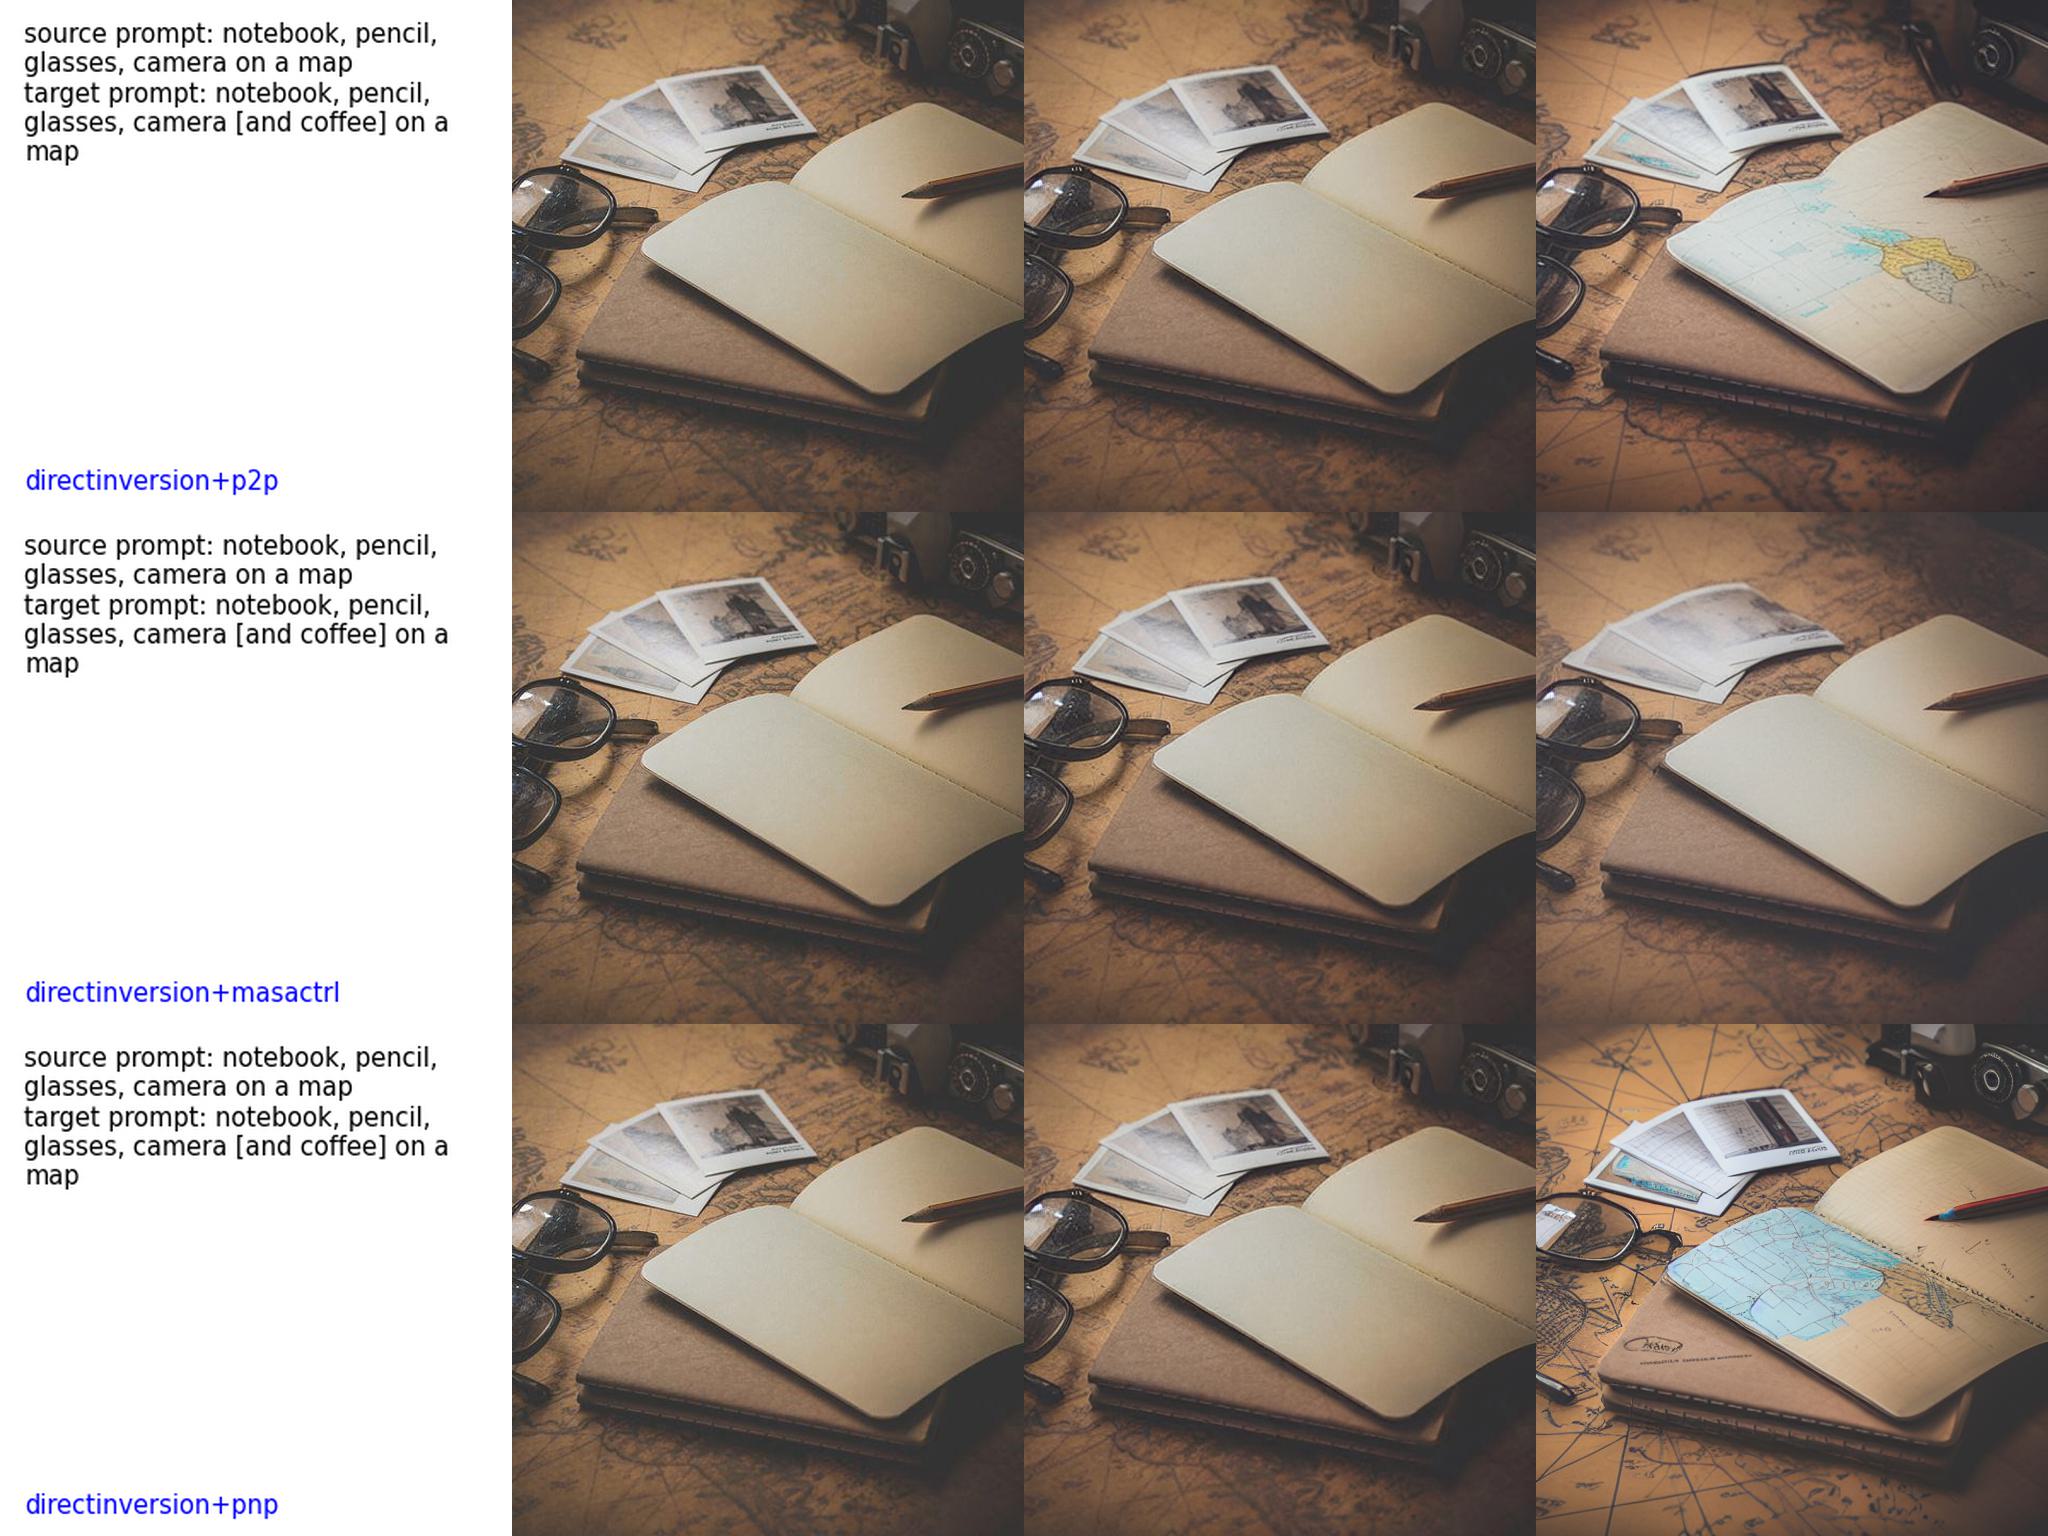 source prompt: notebook, pencil,
glasses, camera on a map
target prompt: notebook, pencil,
glasses, camera [and coffee] on a
map
directinversion+p2p
source prompt: notebook, pencil,
glasses, camera on a map
target prompt: notebook, pencil,
glasses, camera [and coffee] on a
map
directinversion+masactrl
source prompt: notebook, pencil,
glasses, camera on a map
target prompt: notebook, pencil,
glasses, camera [and coffee] on a
map
directinversion+pnp